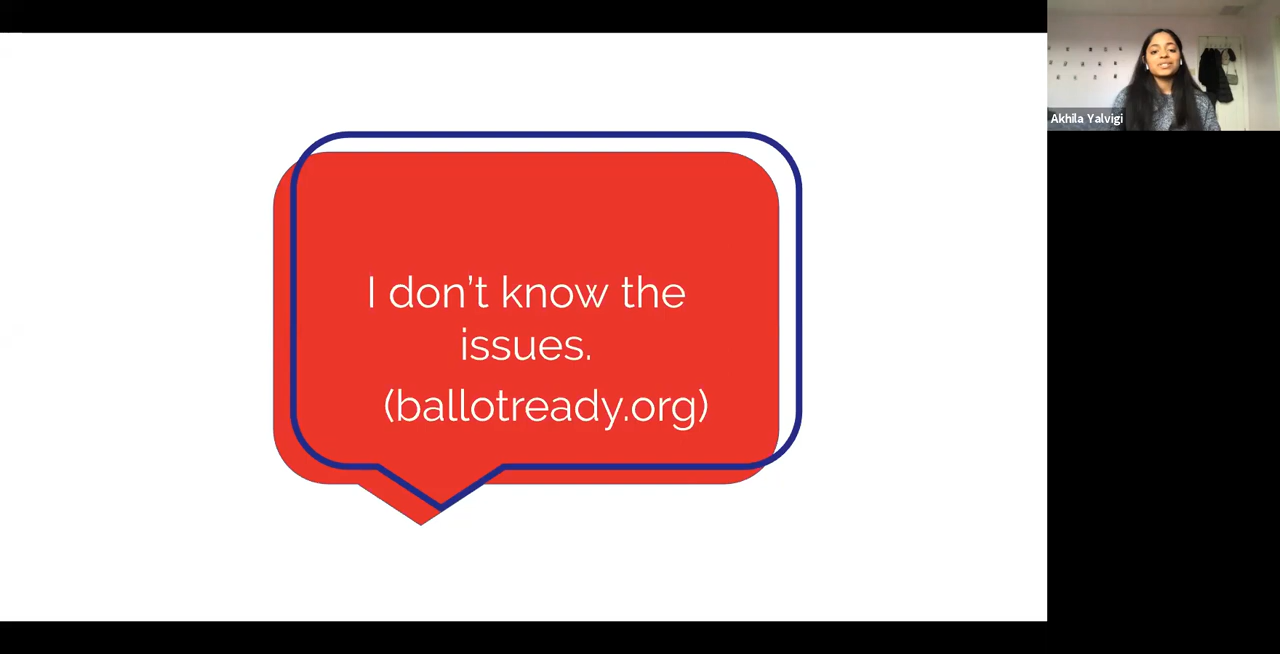 Akhila Yalvigi
I don't know the
issues.
(ballotready.org)